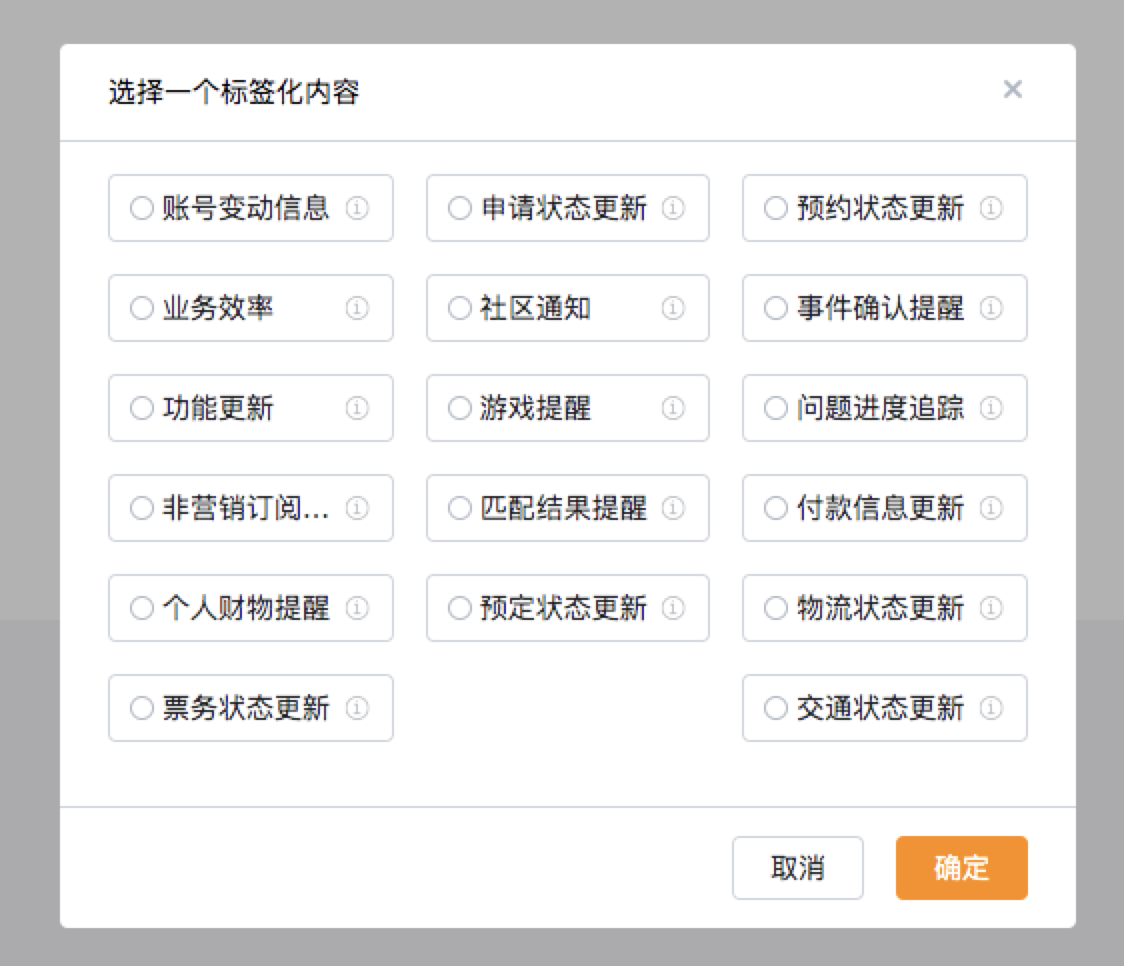 选择一个标签化内容
账号变动信息 申请状态更新 预约状态更新
业务效率 社区通知 事件确认提醒
功能更新 游戏提醒 问题进度追踪
非营销订阅... 匹配结果提醒 付款信息更新
个人财物提醒 预定状态更新 物流状态更新
票务状态更新 交通状态更新
取消 确定